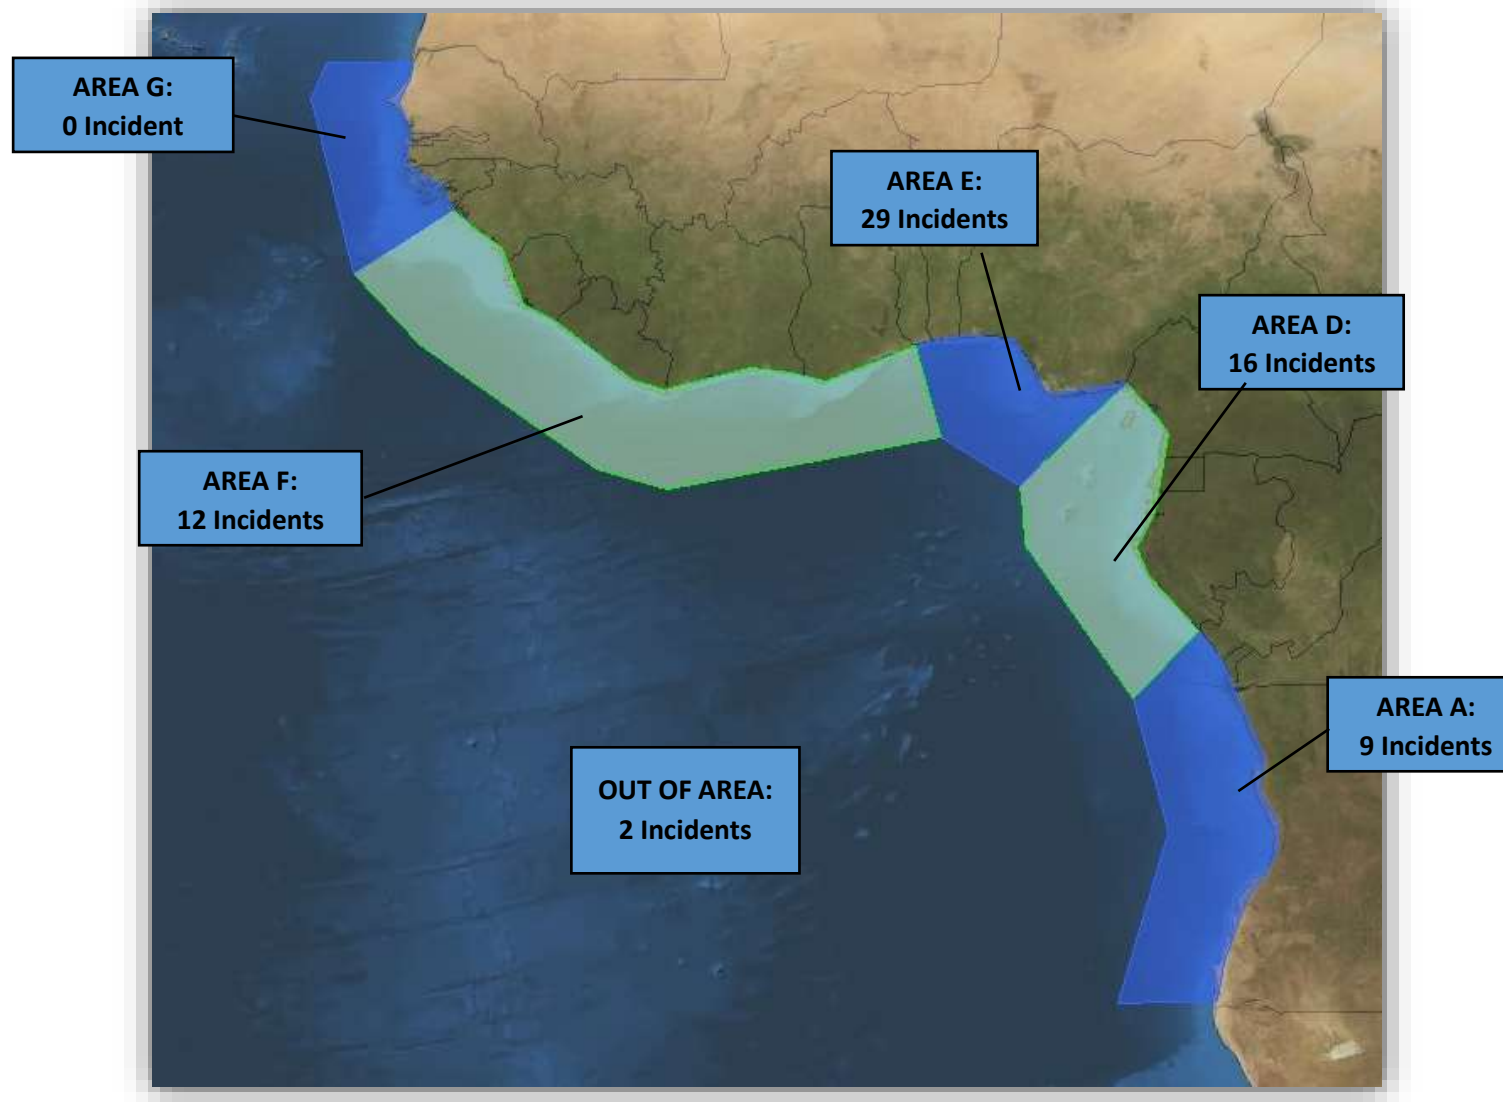 AREA G:
0 Incident
AREA E:
29 Incidents
AREA D:
16 Incidents
AREA F:
12 Incidents
AREA A:
9 Incidents
OUT OF AREA:
2 Incidents